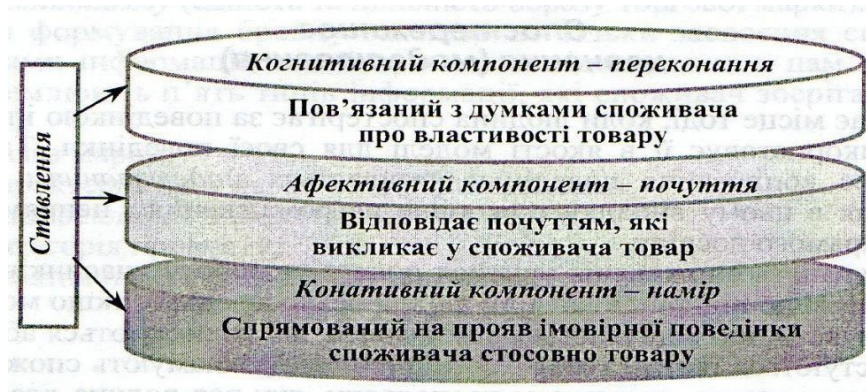 Ставлення
Когнитивний компонент – переконання
Пов’язаний з думками споживача
про властивості товару
Афективний компонент – почуття
Відповідає почуттям, які
викликає у споживача товар
Конативний компонент – намір
Спрямований на прояв імовірної поведінки
споживача стосовно товару